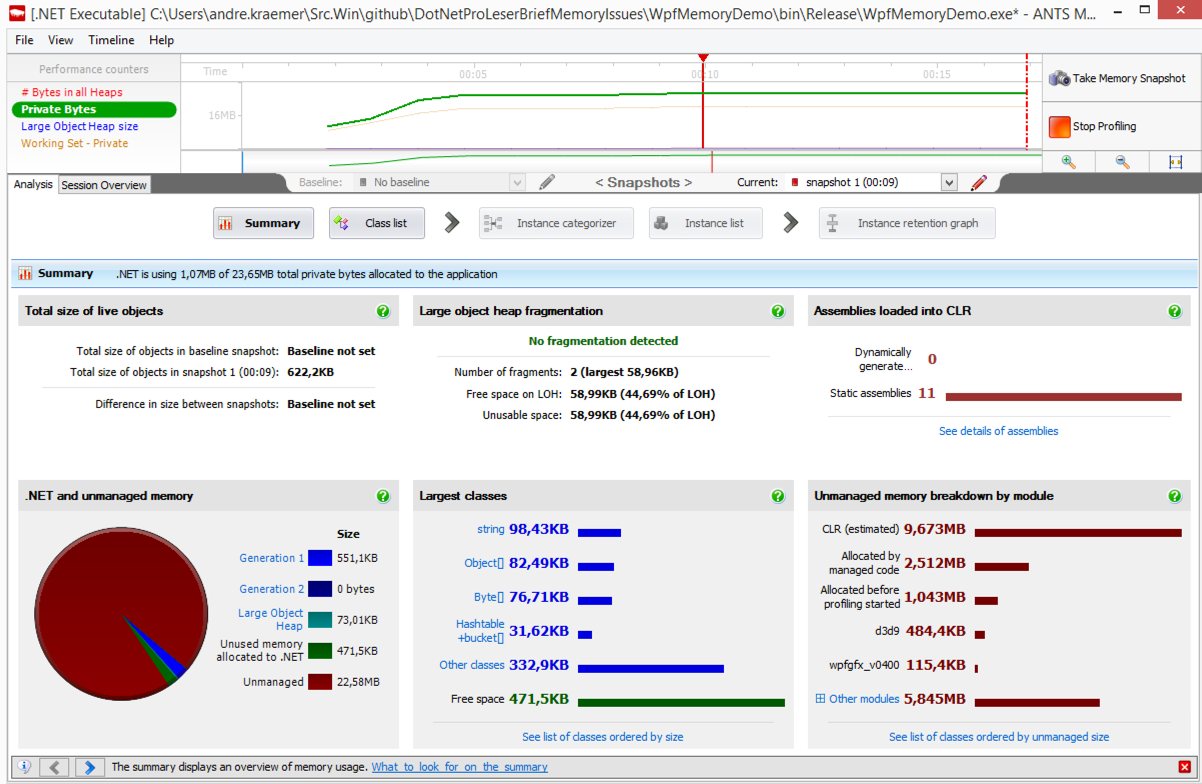 [.NET Executable] C:\Users\andre.kraemer\Src.Win\github\DotNetProLeserBriefMemoryIssues\WpfMemoryDemo\bin\Release\WpfMemoryDemo.exe* - ANTS M...
File View Timeline Help
Performance counters
# Bytes in all Heaps
Private Bytes
Large Object Heap size
Working Set - Private
Time 00:05 00:10 00:15
16MB
Take Memory Snapshot
Stop Profiling
Analysis Session Overview Baseline: No baseline < Snapshots > Current: snapshot 1 (00:09)
Summary Class list Instance categorizer Instance list Instance retention graph
Summary .NET is using 1,07MB of 23,65MB total private bytes allocated to the application
Total size of live objects
Total size of objects in baseline snapshot: Baseline not set
Total size of objects in snapshot 1 (00:09): 622,2KB
Difference in size between snapshots: Baseline not set
Large object heap fragmentation
No fragmentation detected
Number of fragments: 2 (largest 58,96KB)
Free space on LOH: 58,99KB (44,69% of LOH)
Unusable space: 58,99KB (44,69% of LOH)
Assemblies loaded into CLR
Dynamically
generate... 0
Static assemblies 11
See details of assemblies
.NET and unmanaged memory
Size
Generation 1 551,1KB
Generation 2 0 bytes
Large Object
Heap 73,01KB
Unused memory
allocated to .NET 471,5KB
Unmanaged 22,58MB
Largest classes
string 98,43KB
Object[] 82,49KB
Byte[] 76,71KB
Hashtable
+bucket[] 31,62KB
Other classes 332,9KB
Free space 471,5KB
See list of classes ordered by size
Unmanaged memory breakdown by module
CLR (estimated) 9,673MB
Allocated by
managed code 2,512MB
Allocated before
profiling started 1,043MB
d3d9 484,4KB
wpfgfx_v0400 115,4KB
Other modules 5,845MB
See list of classes ordered by unmanaged size
The summary displays an overview of memory usage. What to look for on the summary